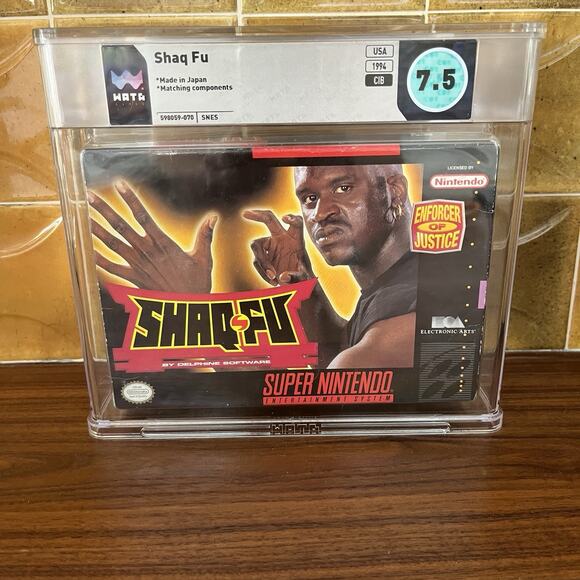 Shaq Fu
*Made in Japan
*Matching components
598059-070 | SNES
WATA
USA
1994
CIB
7.5
LICENSED BY
Nintendo
ENFORCER
OF
JUSTICE
SHAQ FU
BY DELPHINE SOFTWARE
ELECTRONIC ARTS
SUPER NINTENDO
ENTERTAINMENT SYSTEM
WATA